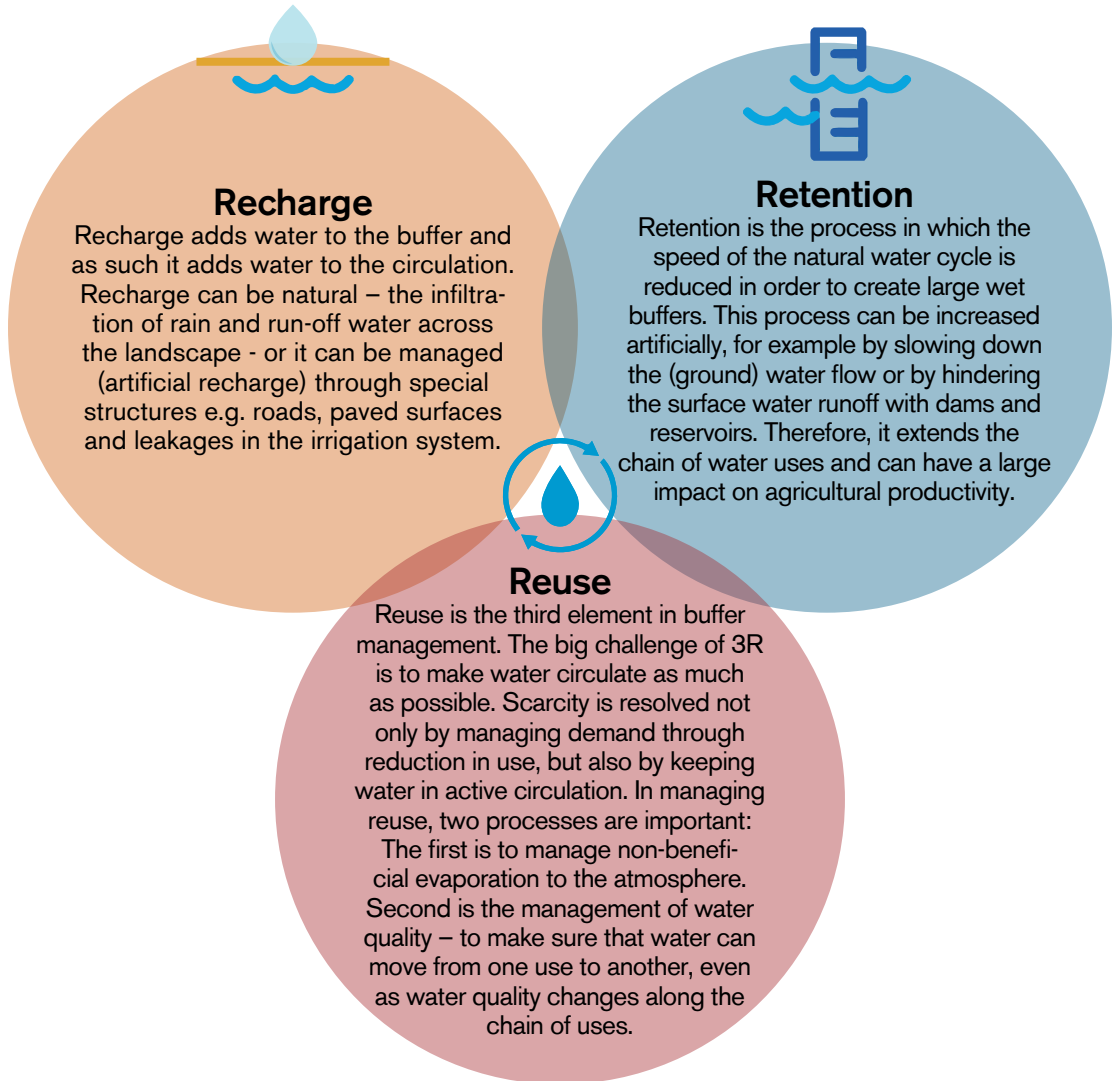 Recharge
Recharge adds water to the buffer and
as such it adds water to the circulation.
Recharge can be natural – the infiltra-
tion of rain and run-off water across
the landscape - or it can be managed
(artificial recharge) through special
structures e.g. roads, paved surfaces
and leakages in the irrigation system.
Retention
Retention is the process in which the
speed of the natural water cycle is
reduced in order to create large wet
buffers. This process can be increased
artificially, for example by slowing down
the (ground) water flow or by hindering
the surface water runoff with dams and
reservoirs. Therefore, it extends the
chain of water uses and can have a large
impact on agricultural productivity.
Reuse
Reuse is the third element in buffer
management. The big challenge of 3R
is to make water circulate as much
as possible. Scarcity is resolved not
only by managing demand through
reduction in use, but also by keeping
water in active circulation. In managing
reuse, two processes are important:
The first is to manage non-benefi-
cial evaporation to the atmosphere.
Second is the management of water
quality – to make sure that water can
move from one use to another, even
as water quality changes along the
chain of uses.